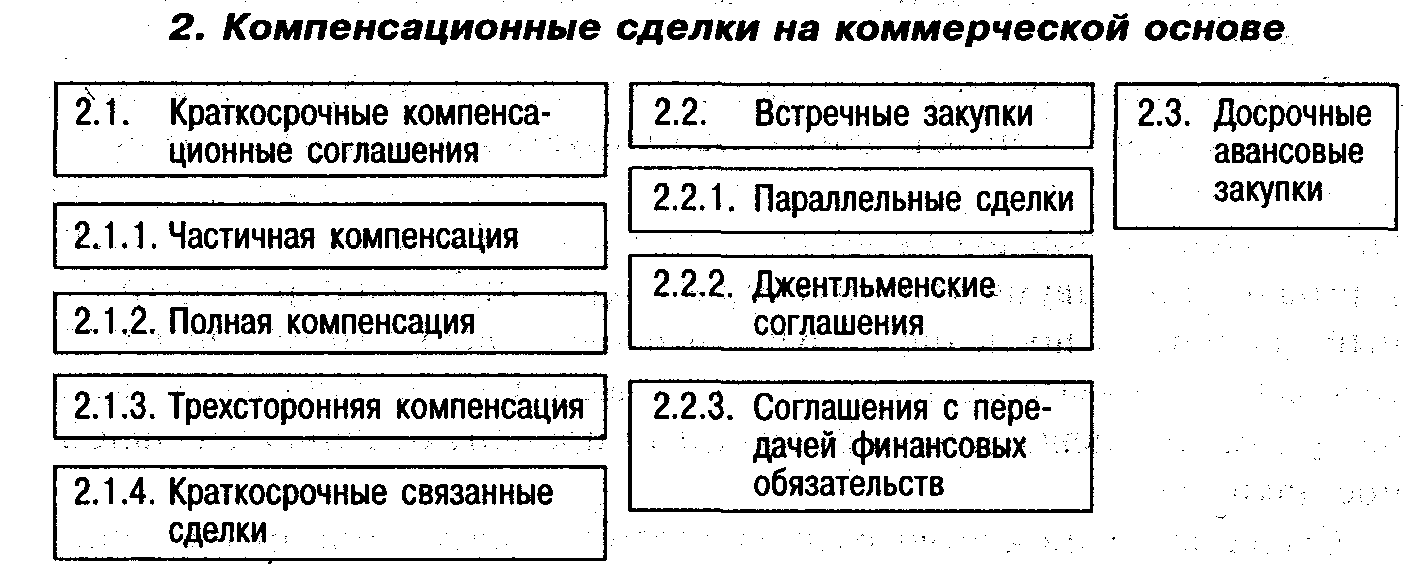 2. Компенсационные сделки на коммерческой основе
2.1. Краткосрочные компенса-
ционные соглашения
2.1.1. Частичная компенсация
2.1.2. Полная компенсация
2.1.3. Трехсторонняя компенсация
2.1.4. Краткосрочные связанные
сделки
2.2. Встречные закупки
2.2.1. Параллельные сделки
2.2.2. Джентльменские
соглашения
2.2.3. Соглашения с пере-
дачей финансовых
обязательств
2.3. Досрочные
авансовые
закупки